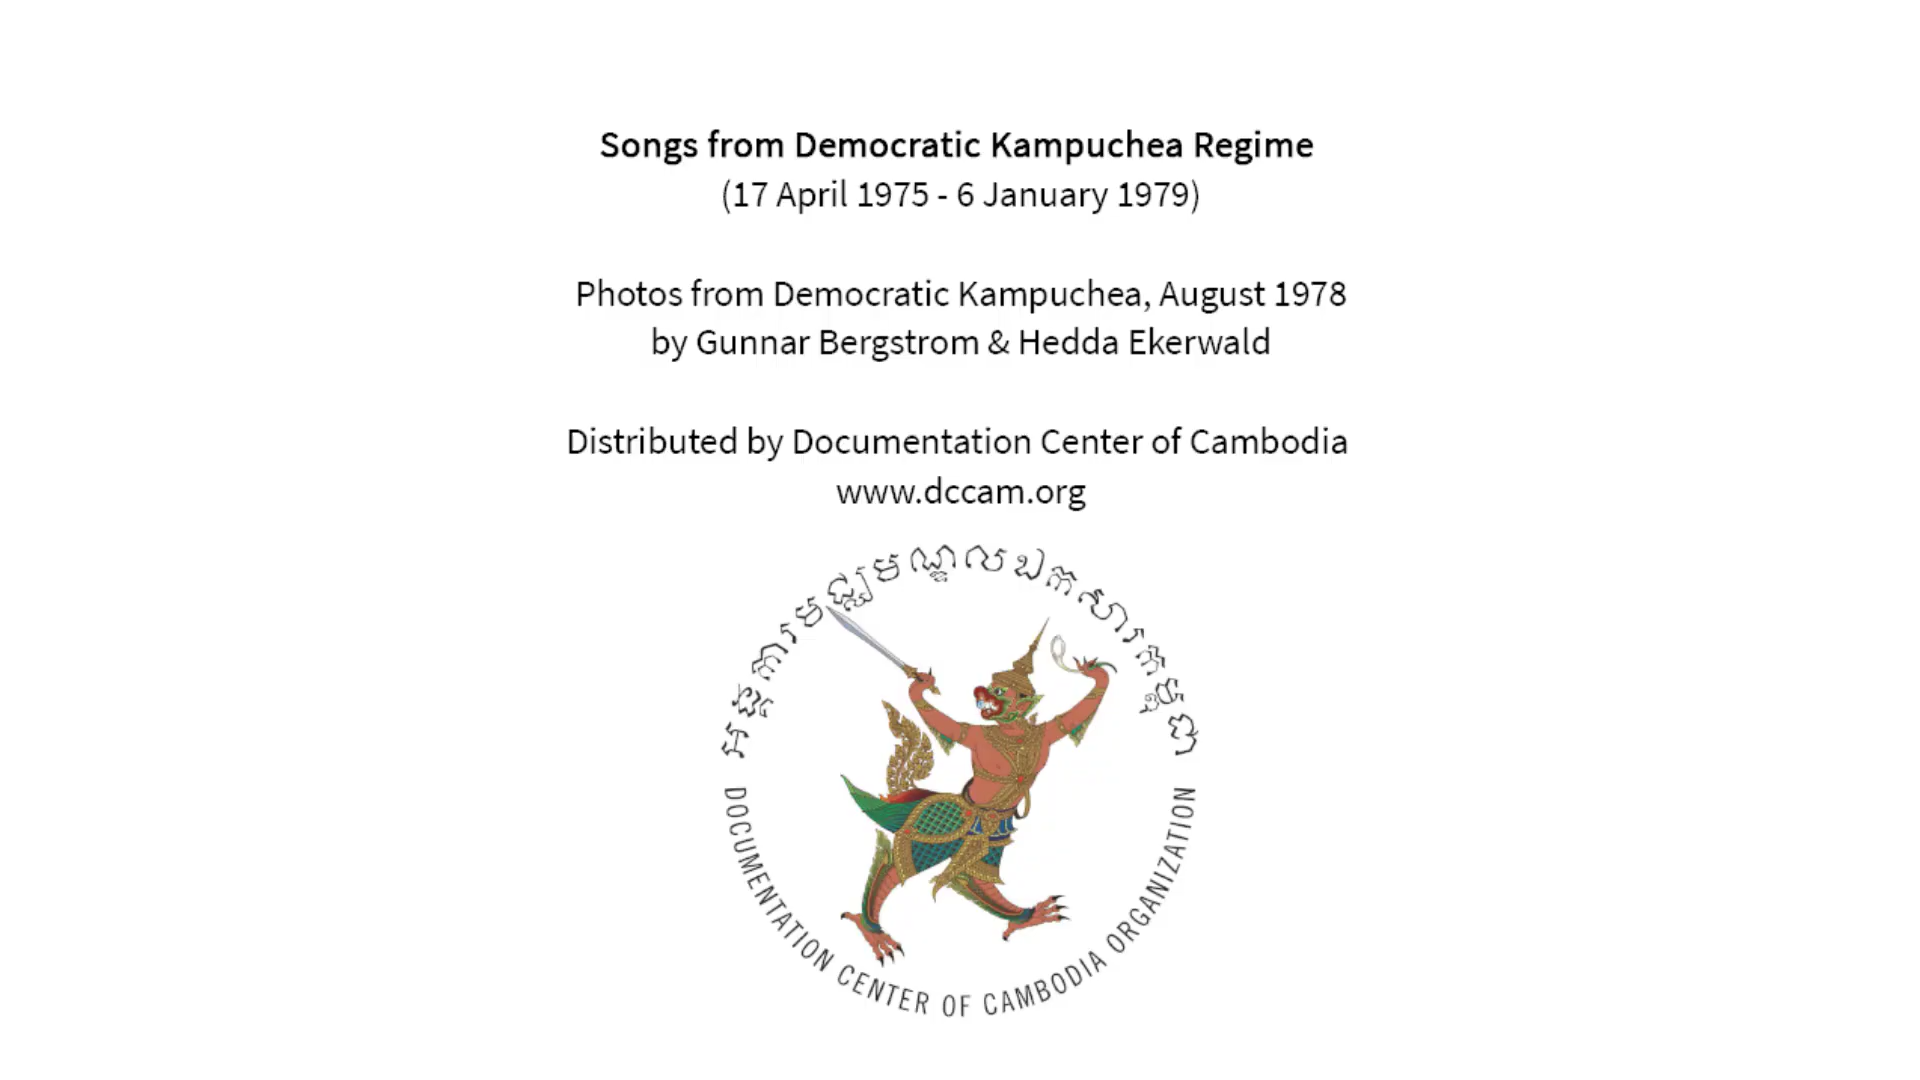 Songs from Democratic Kampuchea Regime
(17 April 1975 - 6 January 1979)
Photos from Democratic Kampuchea, August 1978
by Gunnar Bergstrom & Hedda Ekerwald
Distributed by Documentation Center of Cambodia
www.dccam.org
អង្គការមជ្ឈមណ្ឌលឯកសារកម្ពុជា
DOCUMENTATION CENTER OF CAMBODIA ORGANIZATION